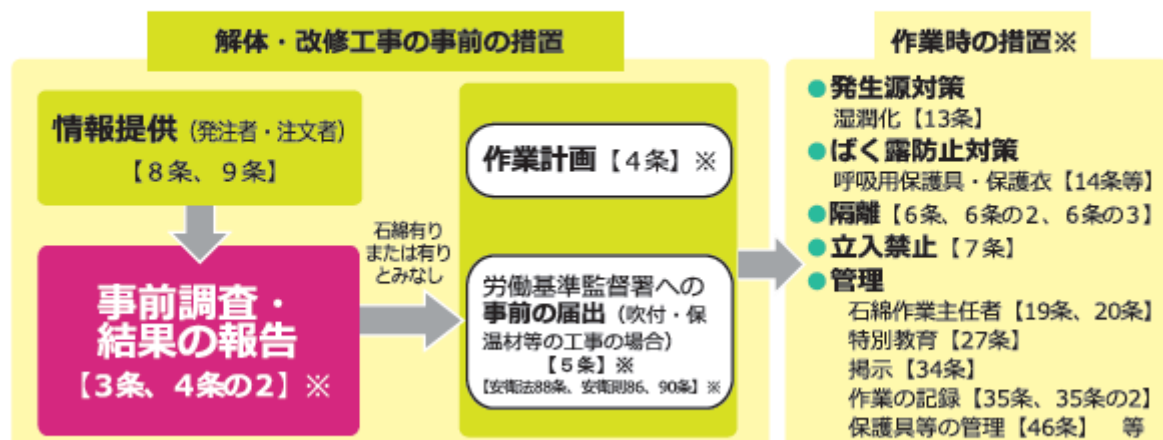 解体・改修工事の事前の措置
情報提供（発注者・注文者）
【8条、9条】
事前調査・
結果の報告
【3条、4条の2】※
石綿有り
または有り
とみなし
作業計画【4条】※
労働基準監督署への
事前の届出（吹付・保
温材等の工事の場合）
【5条】※
【安衛法88条、安衛則86、90条】※
作業時の措置※
●発生源対策
湿潤化【13条】
●ばく露防止対策
呼吸用保護具・保護衣【14条等】
●隔離【6条、6条の2、6条の3】
●立入禁止【7条】
●管理
石綿作業主任者【19条、20条】
特別教育【27条】
掲示【34条】
作業の記録【35条、35条の2】
保護具等の管理【46条】　等